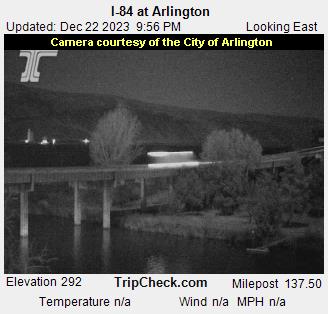 I-84 at Arlington
Updated: Dec 22 2023 9:56 PM Looking East
Camera courtesy of the City of Arlington
Elevation 292 TripCheck.com Milepost 137.50
Temperature n/a Wind n/a MPH n/a